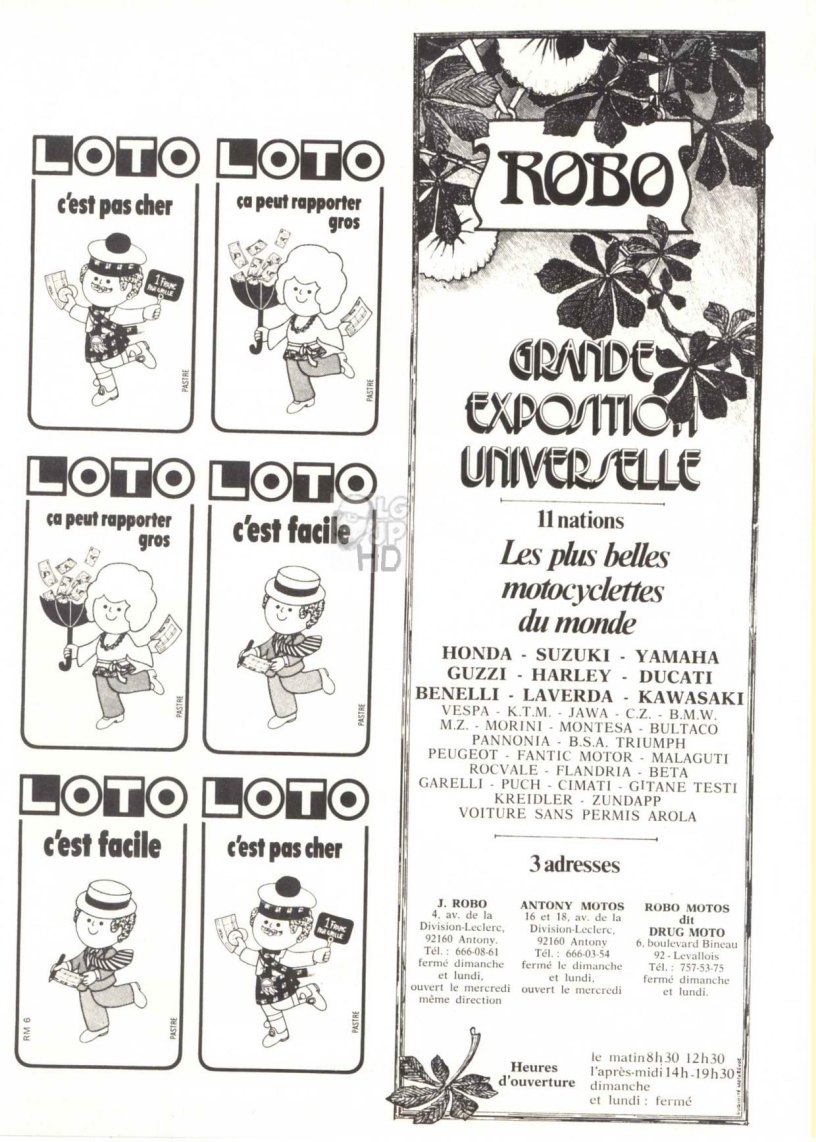 LOTO
c'est pas cher
1 Franc
PAR GRILLE
PASTRE
LOTO
ça peut rapporter
gros
PASTRE
LOTO
ça peut rapporter
gros
PASTRE
LOTO
c'est facile
PASTRE
LOTO
c'est facile
PASTRE
RM 6
LOTO
c'est pas cher
1 Franc
PAR GRILLE
PASTRE
LG
UP
HD
ROBO
GRANDE
EXPOSITION
UNIVERSELLE
11 nations
Les plus belles
motocyclettes
du monde
HONDA - SUZUKI - YAMAHA
GUZZI - HARLEY - DUCATI
BENELLI - LAVERDA - KAWASAKI
VESPA - K.T.M. - JAWA - C.Z. - B.M.W.
M.Z. - MORINI - MONTESA - BULTACO
PANNONIA - B.S.A. TRIUMPH
PEUGEOT - FANTIC MOTOR - MALAGUTI
ROCVALE - FLANDRIA - BETA
GARELLI - PUCH - CIMATI - GITANE TESTI
KREIDLER - ZUNDAPP
VOITURE SANS PERMIS AROLA
3 adresses
J. ROBO
4, av. de la
Division-Leclerc,
92160 Antony.
Tél. : 666-08-61
fermé dimanche
et lundi,
ouvert le mercredi
même direction
ANTONY MOTOS
16 et 18, av. de la
Division-Leclerc,
92160 Antony
Tél. : 666-03-54
fermé le dimanche
et lundi,
ouvert le mercredi
ROBO MOTOS
dit
DRUG MOTO
6, boulevard Bineau
92 - Levallois
Tél. : 757-53-75
fermé dimanche
et lundi.
Heures
d'ouverture
le matin 8h30 12h30
l'après-midi 14h-19h30
dimanche
et lundi : fermé